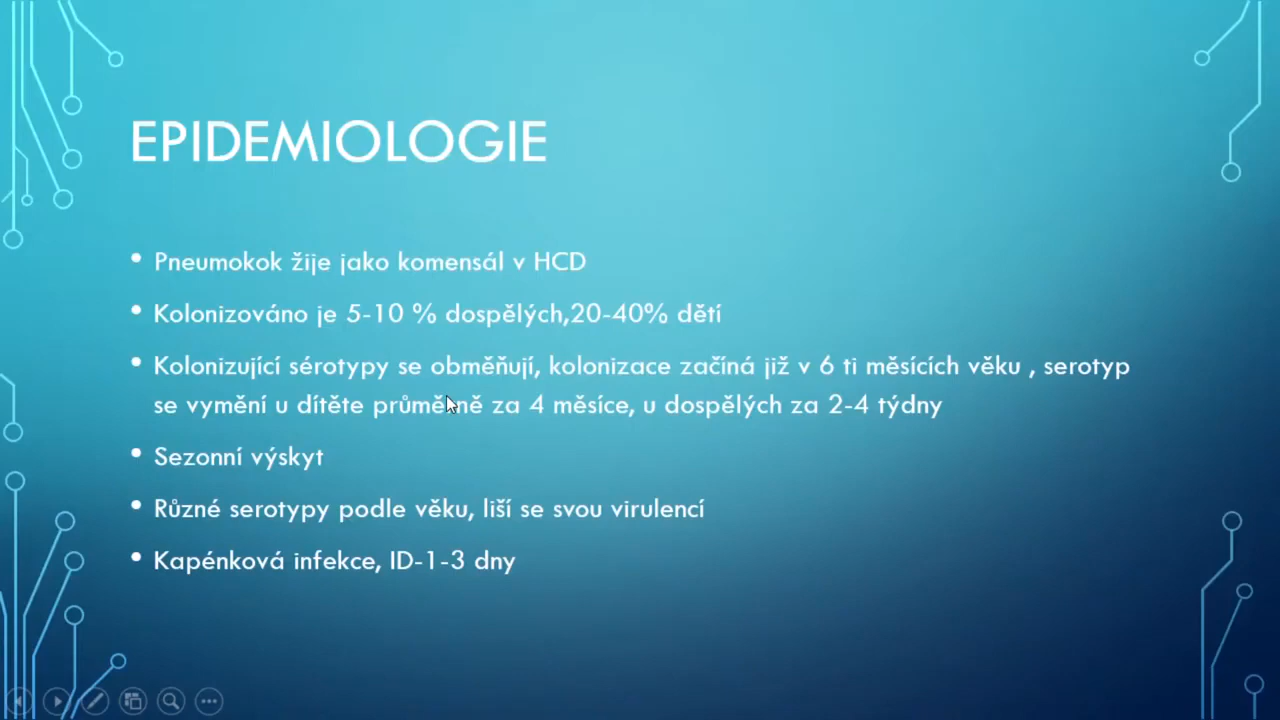 EPIDEMIOLOGIE
• Pneumokok žije jako komensál v HCD
• Kolonizováno je 5-10 % dospělých,20-40% dětí
• Kolonizující sérotypy se obměňují, kolonizace začíná již v 6 ti měsících věku , serotyp
se vymění u dítěte průměrně za 4 měsíce, u dospělých za 2-4 týdny
• Sezonní výskyt
• Různé serotypy podle věku, liší se svou virulencí
• Kapénková infekce, ID-1-3 dny